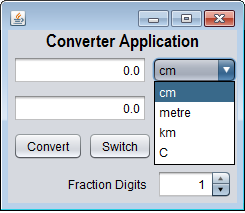 Converter Application
0.0 cm
cm
0.0 metre
km
Convert Switch C
Fraction Digits 1